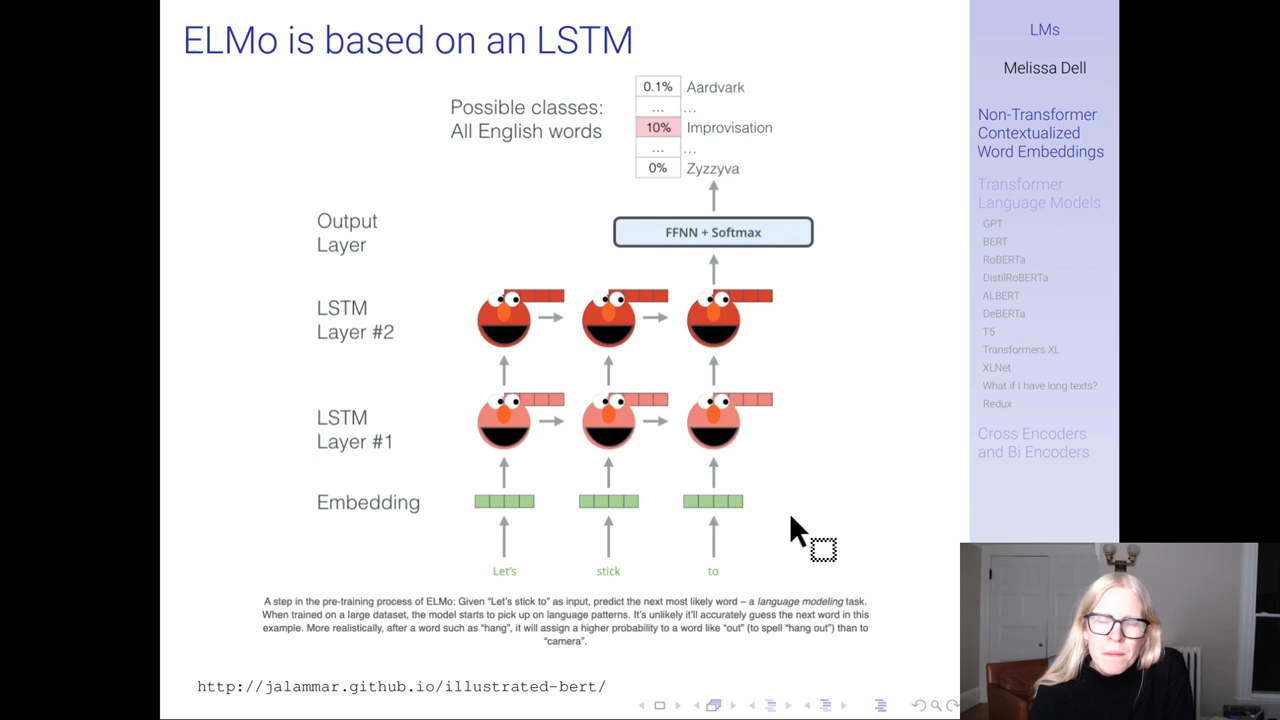 ELMo is based on an LSTM
Possible classes:
All English words
0.1% Aardvark
... ...
10% Improvisation
... ...
0% Zyzzyva
Output
Layer
FFNN + Softmax
LSTM
Layer #2
LSTM
Layer #1
Embedding
Let's stick to
A step in the pre-training process of ELMo: Given “Let's stick to” as input, predict the next most likely word – a language modeling task.
When trained on a large dataset, the model starts to pick up on language patterns. It's unlikely it'll accurately guess the next word in this
example. More realistically, after a word such as “hang”, it will assign a higher probability to a word like “out” (to spell “hang out”) than to
“camera”.
http://jalammar.github.io/illustrated-bert/
LMs
Melissa Dell
Non-Transformer
Contextualized
Word Embeddings
Transformer
Language Models
GPT
BERT
RoBERTa
DistilRoBERTa
ALBERT
DeBERTa
T5
Transformers XL
XLNet
What if I have long texts?
Redux
Cross Encoders
and Bi Encoders